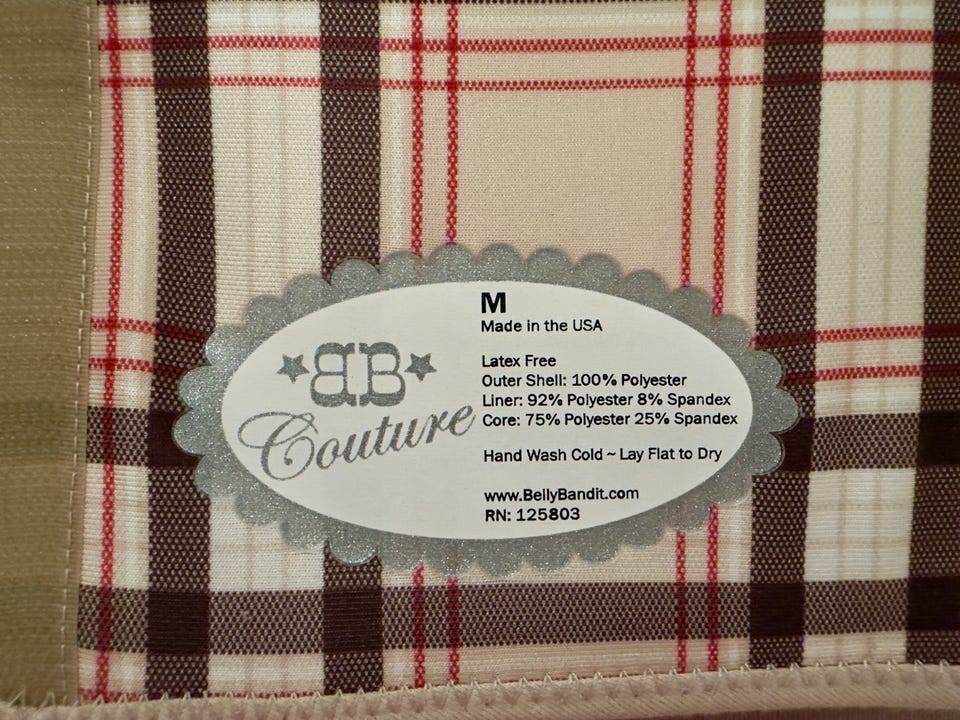 BB
Couture
M
Made in the USA
Latex Free
Outer Shell: 100% Polyester
Liner: 92% Polyester 8% Spandex
Core: 75% Polyester 25% Spandex
Hand Wash Cold ~ Lay Flat to Dry
www.BellyBandit.com
RN: 125803